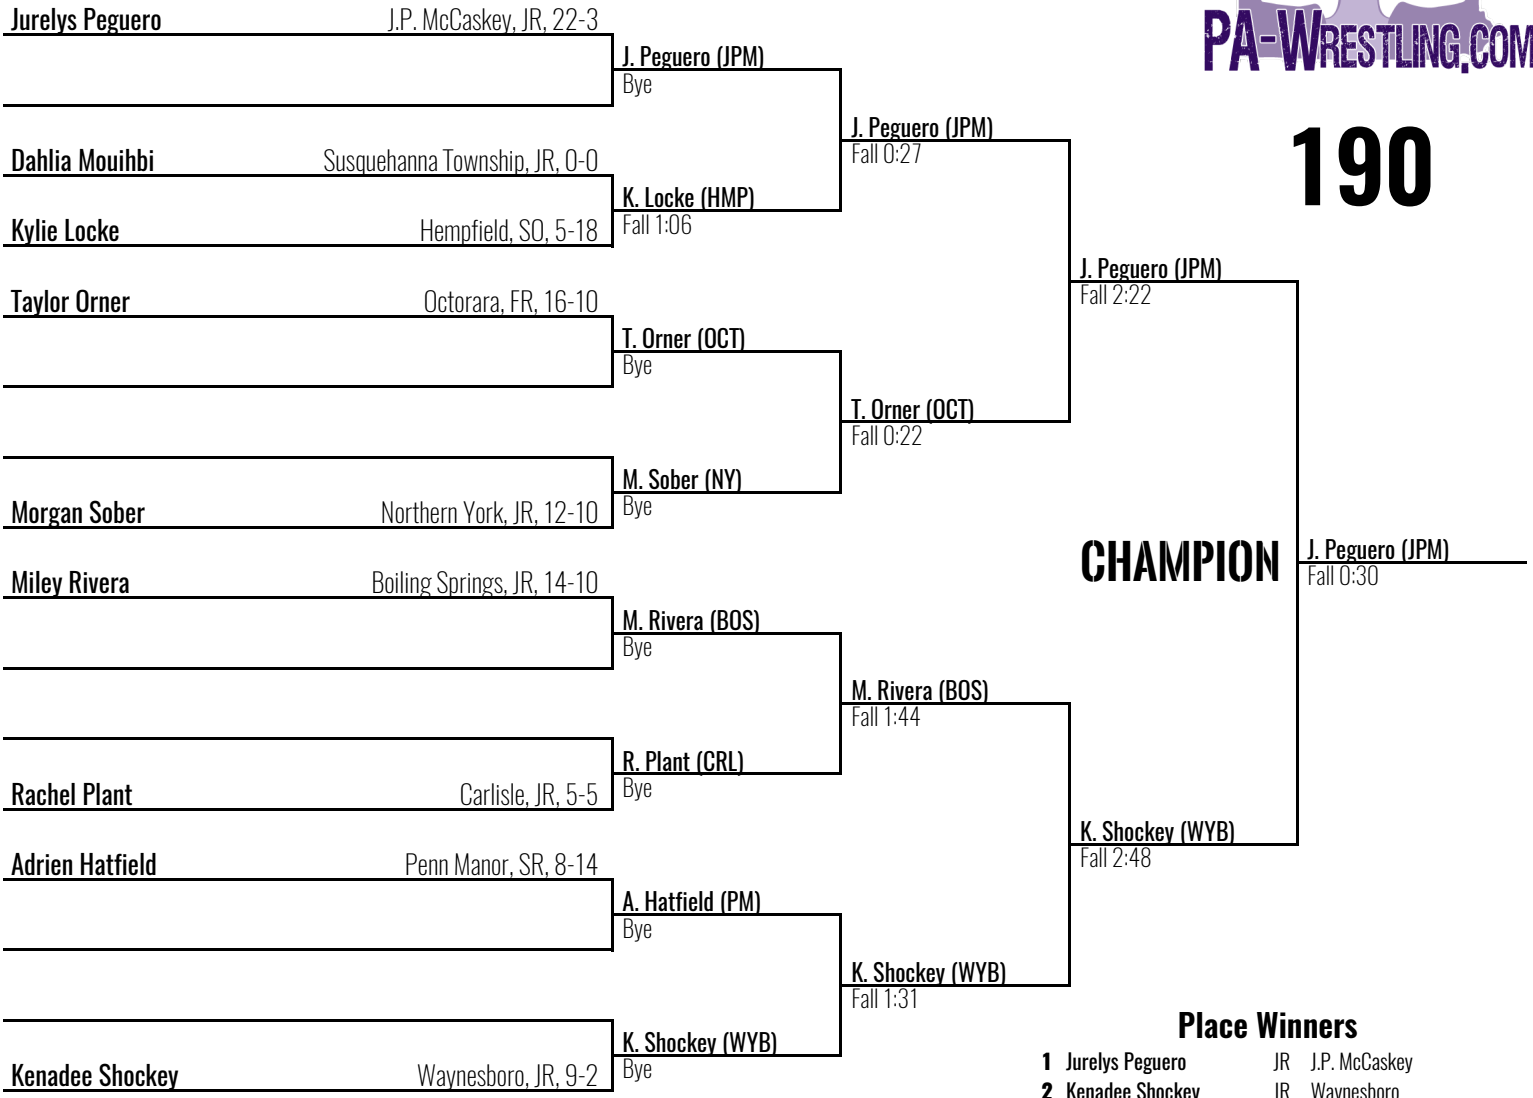 PA-WRESTLING.COM
190
Jurelys Peguero J.P. McCaskey, JR, 22-3
Dahlia Mouihbi Susquehanna Township, JR, 0-0
Kylie Locke Hempfield, SO, 5-18
Taylor Orner Octorara, FR, 16-10
Morgan Sober Northern York, JR, 12-10
Miley Rivera Boiling Springs, JR, 14-10
Rachel Plant Carlisle, JR, 5-5
Adrien Hatfield Penn Manor, SR, 8-14
Kenadee Shockey Waynesboro, JR, 9-2
J. Peguero (JPM)
Bye
K. Locke (HMP)
Fall 1:06
T. Orner (OCT)
Bye
M. Sober (NY)
Bye
M. Rivera (BOS)
Bye
R. Plant (CRL)
Bye
A. Hatfield (PM)
Bye
K. Shockey (WYB)
Bye
J. Peguero (JPM)
Fall 0:27
T. Orner (OCT)
Fall 0:22
M. Rivera (BOS)
Fall 1:44
K. Shockey (WYB)
Fall 1:31
J. Peguero (JPM)
Fall 2:22
K. Shockey (WYB)
Fall 2:48
CHAMPION
J. Peguero (JPM)
Fall 0:30
Place Winners
1 Jurelys Peguero JR J.P. McCaskey
2 Kenadee Shockey JR Waynesboro